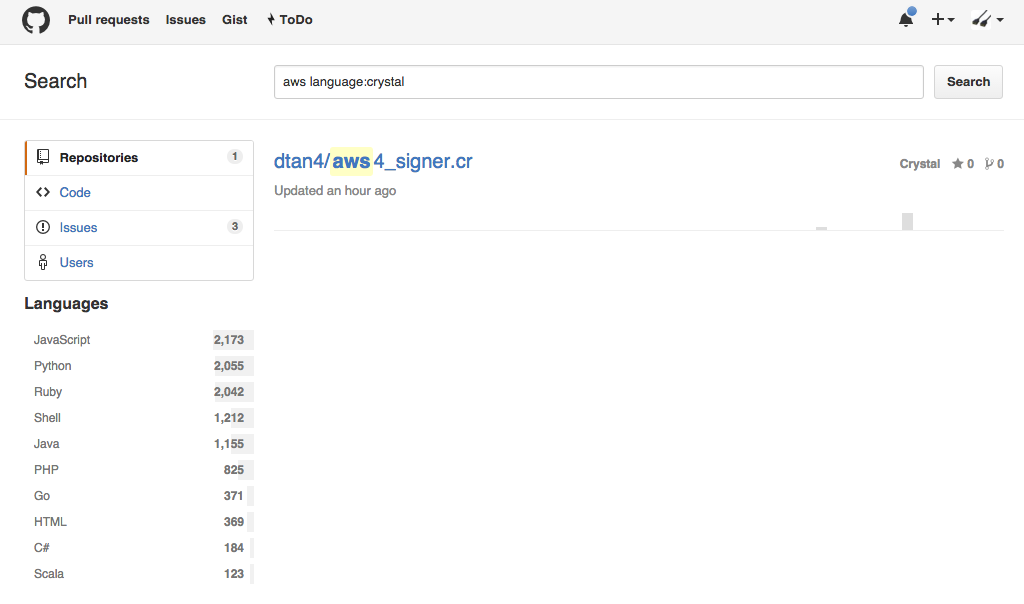 Pull requests Issues Gist ToDo
Search
aws language:crystal
Search
Repositories 1
Code
Issues 3
Users
dtan4/aws4_signer.cr
Crystal 0 0
Updated an hour ago
Languages
JavaScript 2,173
Python 2,055
Ruby 2,042
Shell 1,212
Java 1,155
PHP 825
Go 371
HTML 369
C# 184
Scala 123